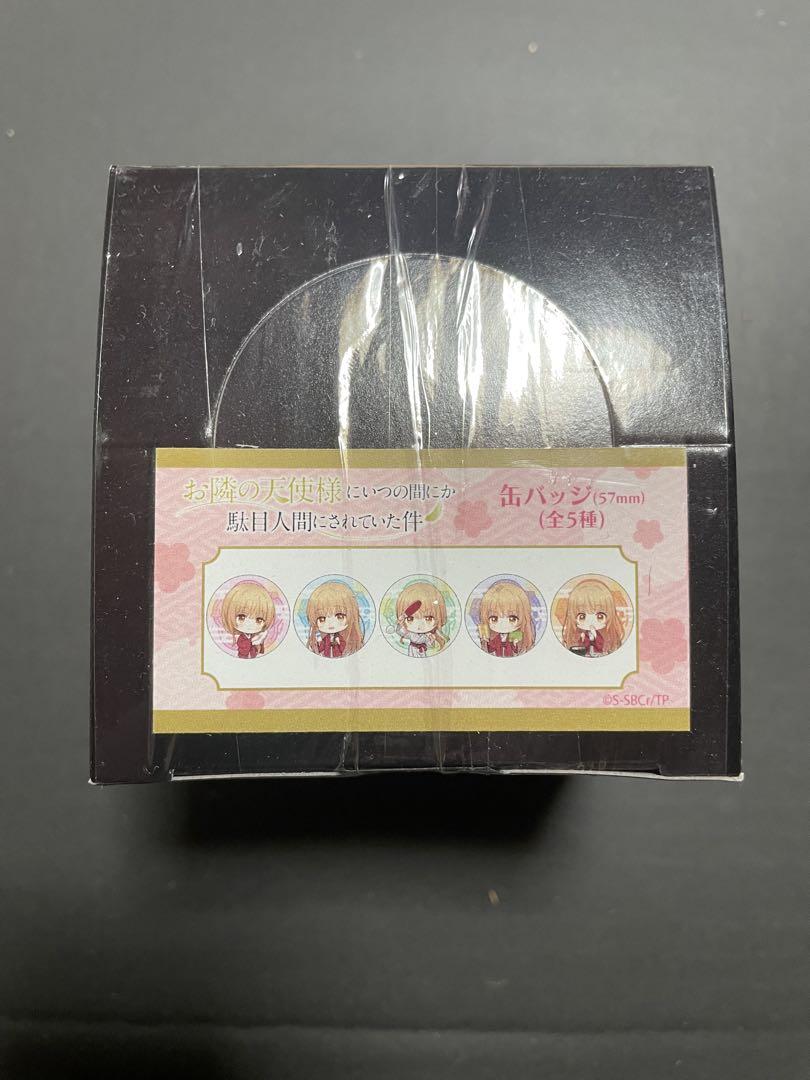 お隣の天使様にいつの間にか
駄目人間にされていた件
缶バッジ(57mm)
(全5種)
©S-SBCr/TP